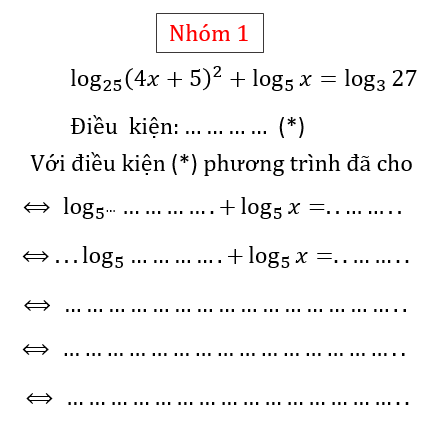 Nhóm 1
log₂₅(4x + 5)² + log₅ x = log₃ 27
Điều kiện: … … … … (*)
Với điều kiện (*) phương trình đã cho
⟺ log₅… … … … …. + log₅ x =. . … … . .
⟺ . . . log₅ … … … …. + log₅ x =. . … … . .
⟺ … … … … … … … … … … … … … … … . .
⟺ … … … … … … … … … … … … … … … . .
⟺ … … … … … … … … … … … … … … … . .